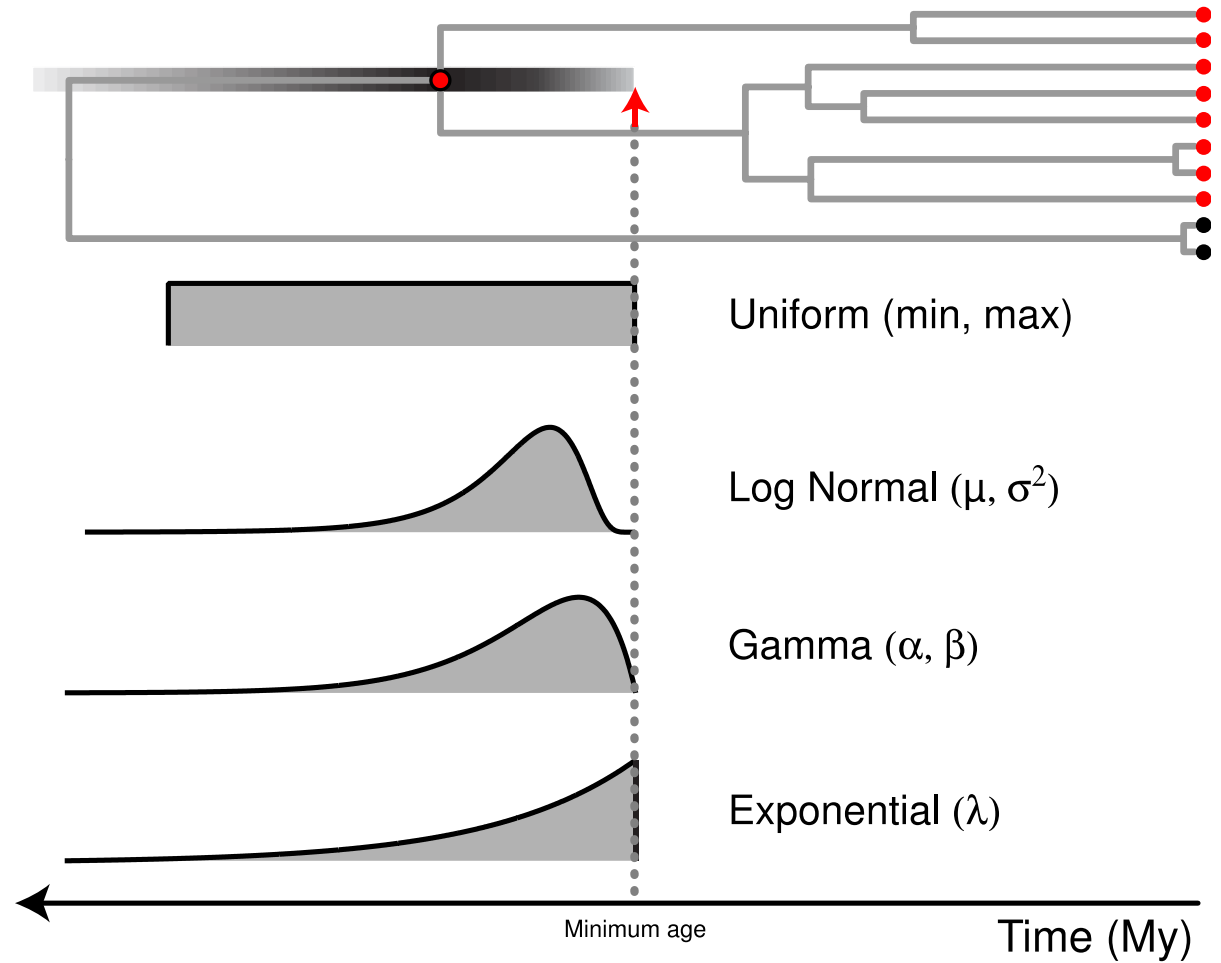 Uniform (min, max)
Log Normal (μ, σ²)
Gamma (α, β)
Exponential (λ)
Minimum age
Time (My)